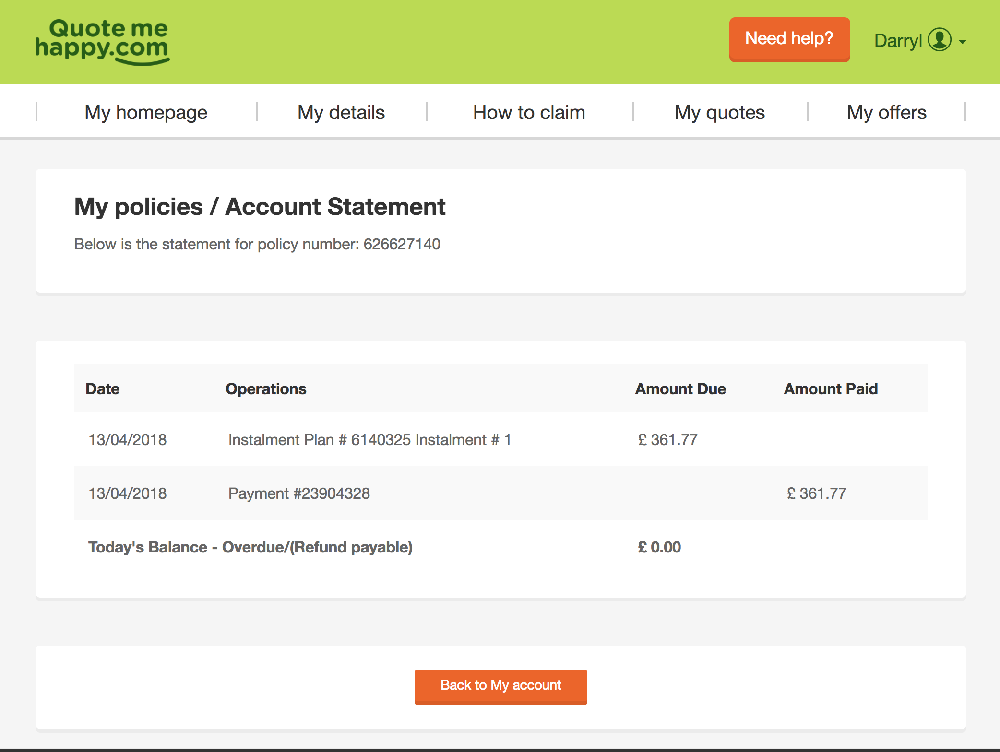 Quote me
happy.com
Need help?
Darryl
My homepage
My details
How to claim
My quotes
My offers
My policies / Account Statement
Below is the statement for policy number: 626627140
Date Operations Amount Due Amount Paid
13/04/2018 Instalment Plan # 6140325 Instalment # 1 £ 361.77
13/04/2018 Payment #23904328 £ 361.77
Today's Balance - Overdue/(Refund payable) £ 0.00
Back to My account